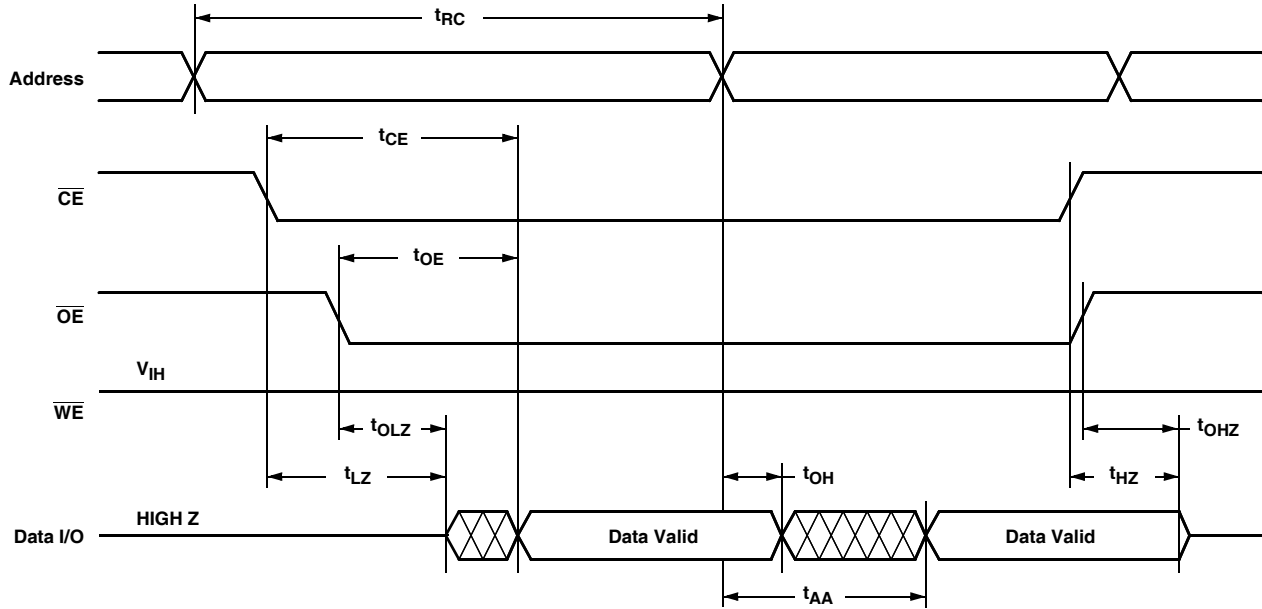 tRC
Address
tCE
CE
tOE
OE
VIH
WE
tOLZ
tOHZ
tLZ
tOH
tHZ
HIGH Z
Data I/O
Data Valid
Data Valid
tAA